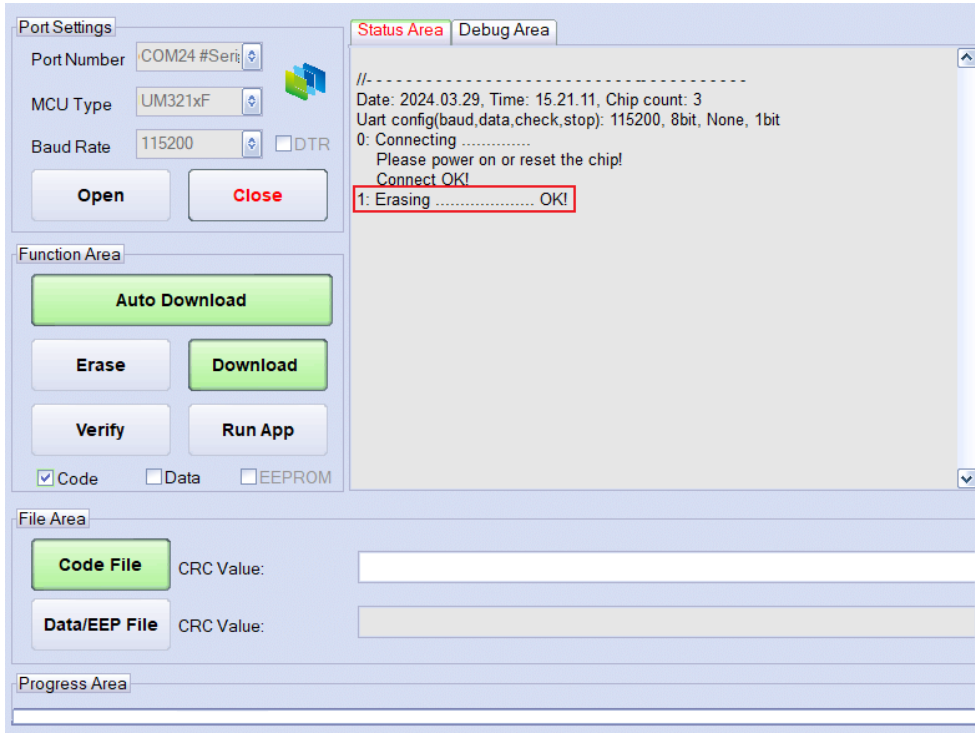 Port Settings
Port Number COM24 #Seri
MCU Type UM321xF
Baud Rate 115200 DTR
Open Close
Function Area
Auto Download
Erase Download
Verify Run App
Code Data EEPROM
Status Area Debug Area
//- - - - - - - - - - - - - - - - - - - - - - - - - - - -- - - - - - - - - - -
Date: 2024.03.29, Time: 15.21.11, Chip count: 3
Uart config(baud,data,check,stop): 115200, 8bit, None, 1bit
0: Connecting ..............
Please power on or reset the chip!
Connect OK!
1: Erasing .................... OK!
File Area
Code File CRC Value:
Data/EEP File CRC Value:
Progress Area